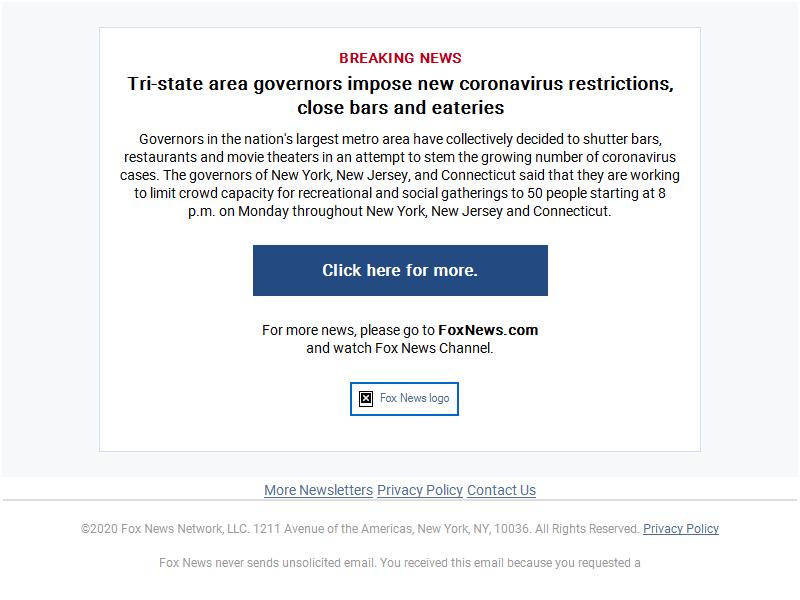 BREAKING NEWS
Tri-state area governors impose new coronavirus restrictions,
close bars and eateries
Governors in the nation's largest metro area have collectively decided to shutter bars,
restaurants and movie theaters in an attempt to stem the growing number of coronavirus
cases. The governors of New York, New Jersey, and Connecticut said that they are working
to limit crowd capacity for recreational and social gatherings to 50 people starting at 8
p.m. on Monday throughout New York, New Jersey and Connecticut.
Click here for more.
For more news, please go to FoxNews.com
and watch Fox News Channel.
Fox News logo
More Newsletters Privacy Policy Contact Us
©2020 Fox News Network, LLC. 1211 Avenue of the Americas, New York, NY, 10036. All Rights Reserved. Privacy Policy
Fox News never sends unsolicited email. You received this email because you requested a